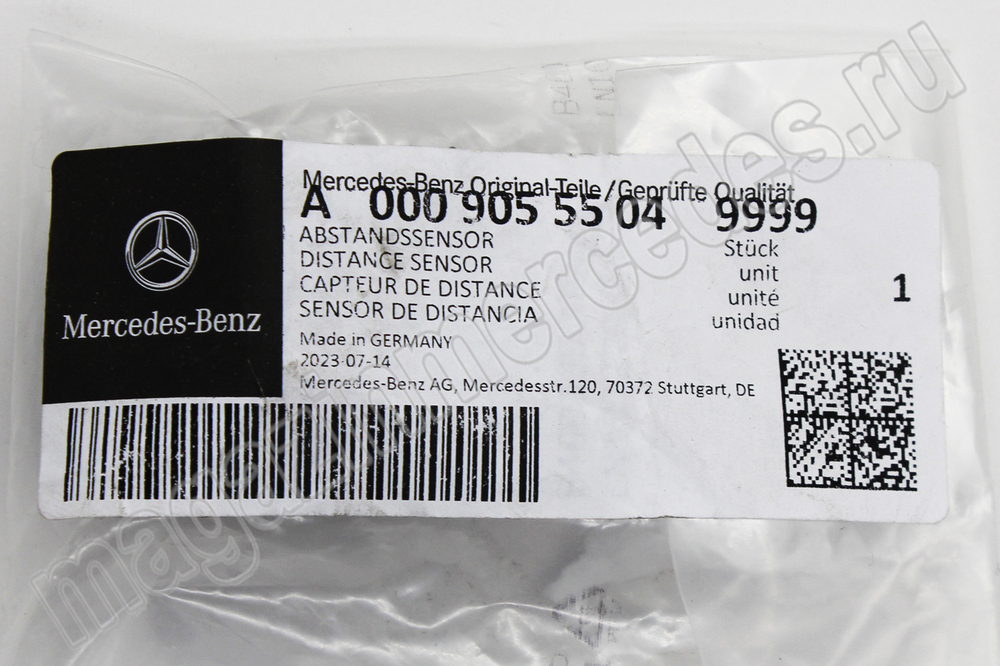 Mercedes-Benz
Mercedes-Benz Original-Teile / Geprüfte Qualität
A 000 905 55 04 9999
ABSTANDSSENSOR
DISTANCE SENSOR
CAPTEUR DE DISTANCE
SENSOR DE DISTANCIA
Stück
unit
unité
unidad
1
Made in GERMANY
2023-07-14
Mercedes-Benz AG, Mercedesstr.120, 70372 Stuttgart, DE
magazinmercedes.ru